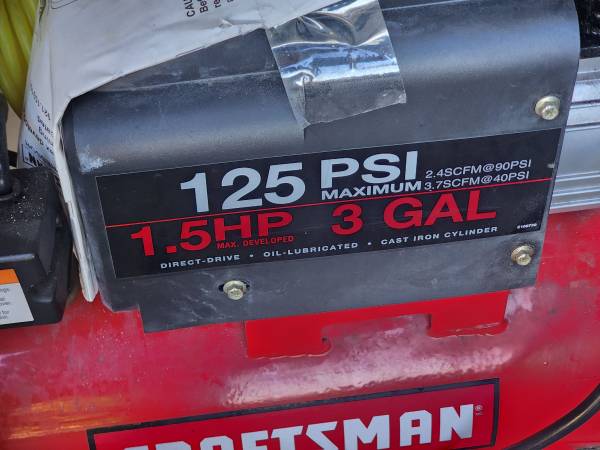 125 PSI
MAXIMUM
2.4SCFM@90PSI
3.7SCFM@40PSI
1.5HP 3 GAL
MAX. DEVELOPED
DIRECT-DRIVE • OIL-LUBRICATED • CAST IRON CYLINDER
CRAFTSMAN®